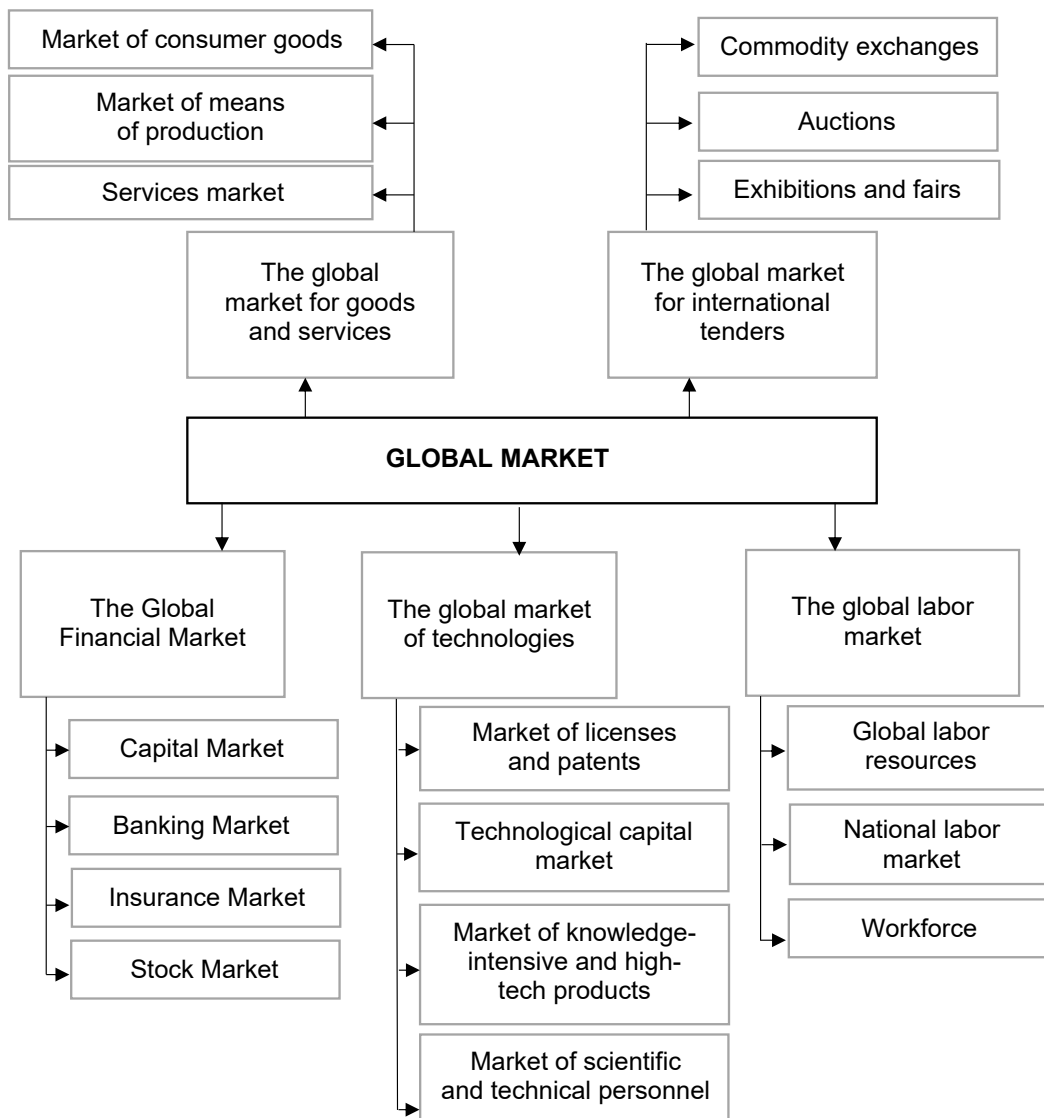 Market of consumer goods
Market of means
of production
Services market
Commodity exchanges
Auctions
Exhibitions and fairs
The global
market for goods
and services
The global market
for international
tenders
GLOBAL MARKET
The Global
Financial Market
The global market
of technologies
The global labor
market
Capital Market
Banking Market
Insurance Market
Stock Market
Market of licenses
and patents
Technological capital
market
Market of knowledge-
intensive and high-
tech products
Market of scientific
and technical personnel
Global labor
resources
National labor
market
Workforce